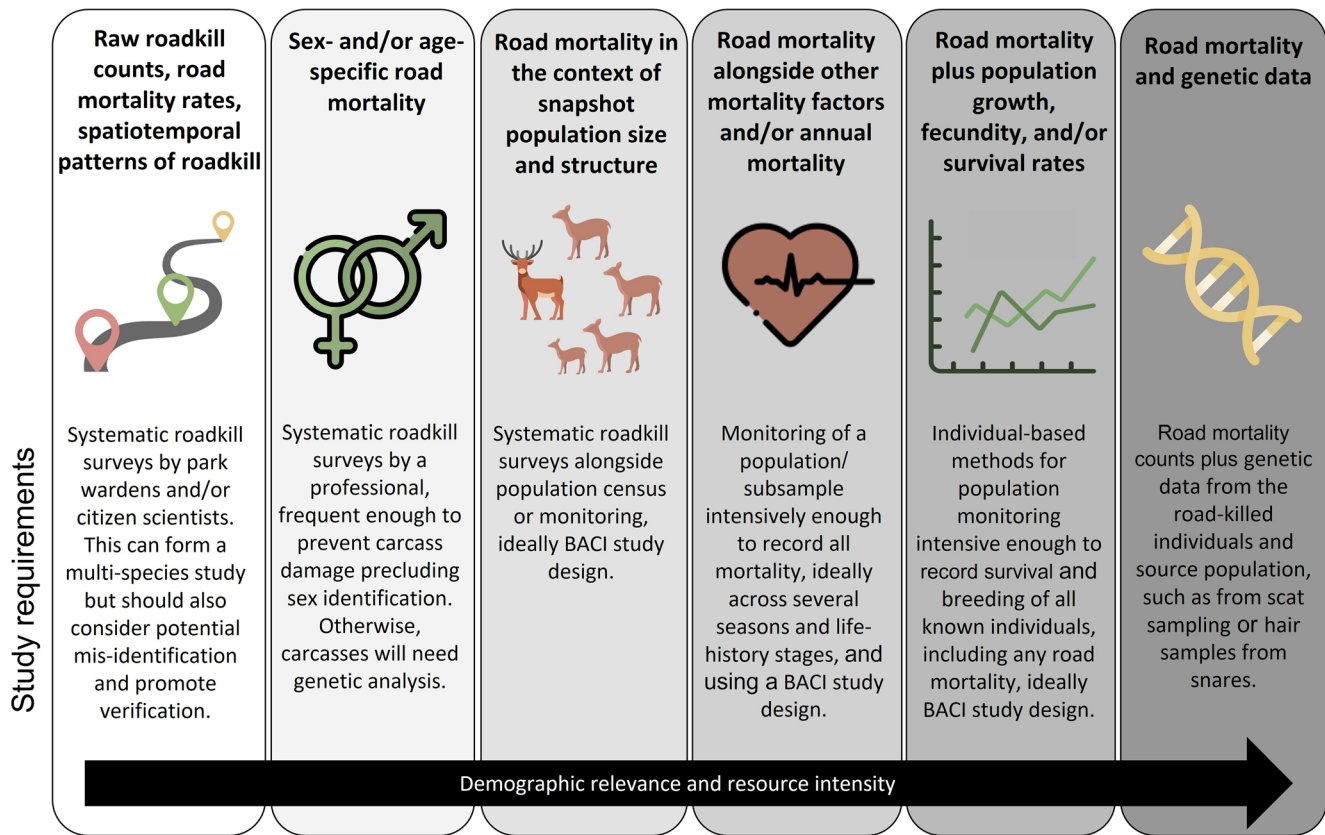 Raw roadkill
counts, road
mortality rates,
spatiotemporal
patterns of roadkill
Sex- and/or age-
specific road
mortality
Road mortality in
the context of
snapshot
population size
and structure
Road mortality
alongside other
mortality factors
and/or annual
mortality
Road mortality
plus population
growth,
fecundity, and/or
survival rates
Road mortality
and genetic data
Study requirements
Systematic roadkill
surveys by park
wardens and/or
citizen scientists.
This can form a
multi-species study
but should also
consider potential
mis-identification
and promote
verification.
Systematic roadkill
surveys by a
professional,
frequent enough to
prevent carcass
damage precluding
sex identification.
Otherwise,
carcasses will need
genetic analysis.
Systematic roadkill
surveys alongside
population census
or monitoring,
ideally BACI study
design.
Monitoring of a
population/
subsample
intensively enough
to record all
mortality, ideally
across several
seasons and life-
history stages, and
using a BACI study
design.
Individual-based
methods for
population
monitoring
intensive enough to
record survival and
breeding of all
known individuals,
including any road
mortality, ideally
BACI study design.
Road mortality
counts plus genetic
data from the
road-killed
individuals and
source population,
such as from scat
sampling or hair
samples from
snares.
Demographic relevance and resource intensity